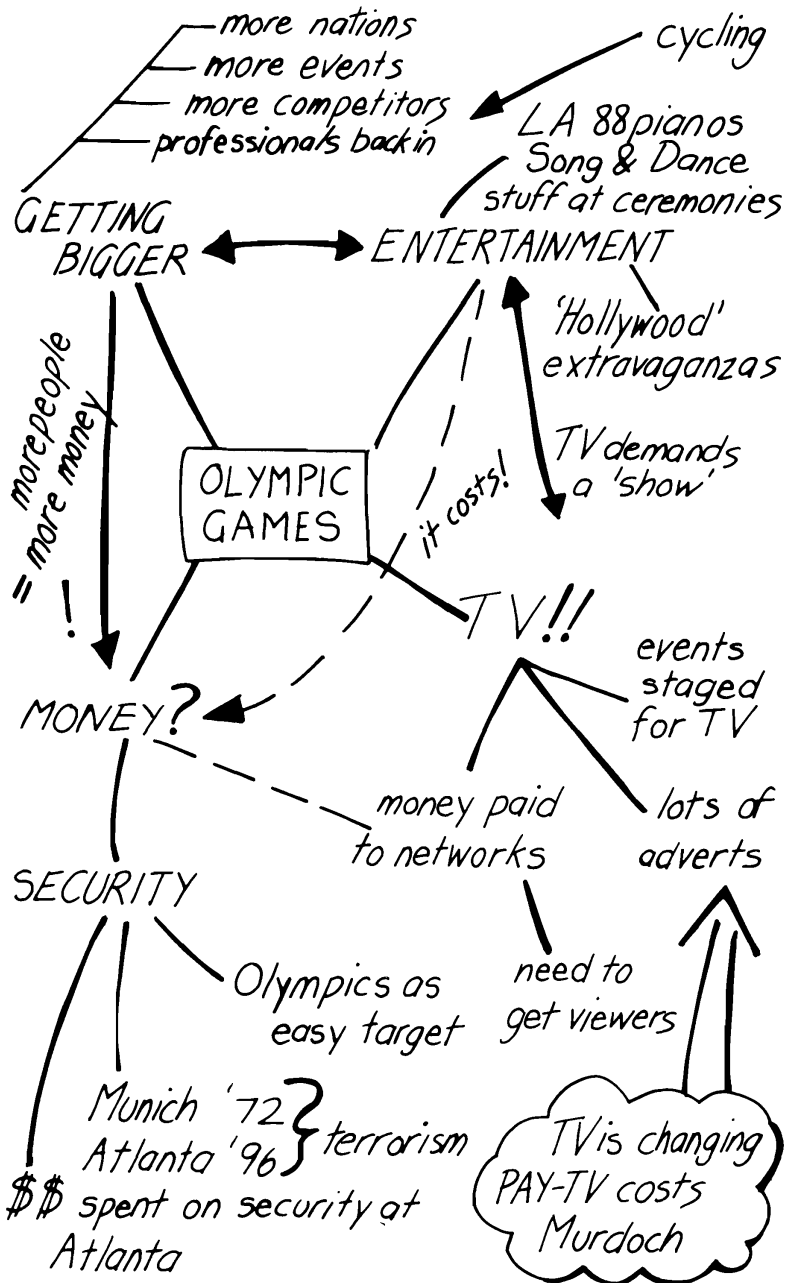 more nations
more events
more competitors
professionals back in
cycling
LA 88 pianos
Song & Dance
stuff at ceremonies
GETTING
BIGGER
ENTERTAINMENT
'Hollywood'
extravaganzas
more people
= more money
!
TV demands
a 'show'
OLYMPIC
GAMES
it costs!
TV!!
events
staged
for TV
MONEY?
money paid
to networks
lots of
adverts
SECURITY
Olympics as
easy target
need to
get viewers
Munich '72
Atlanta '96
terrorism
$$ spent on security at
Atlanta
TV is changing
PAY-TV costs
Murdoch